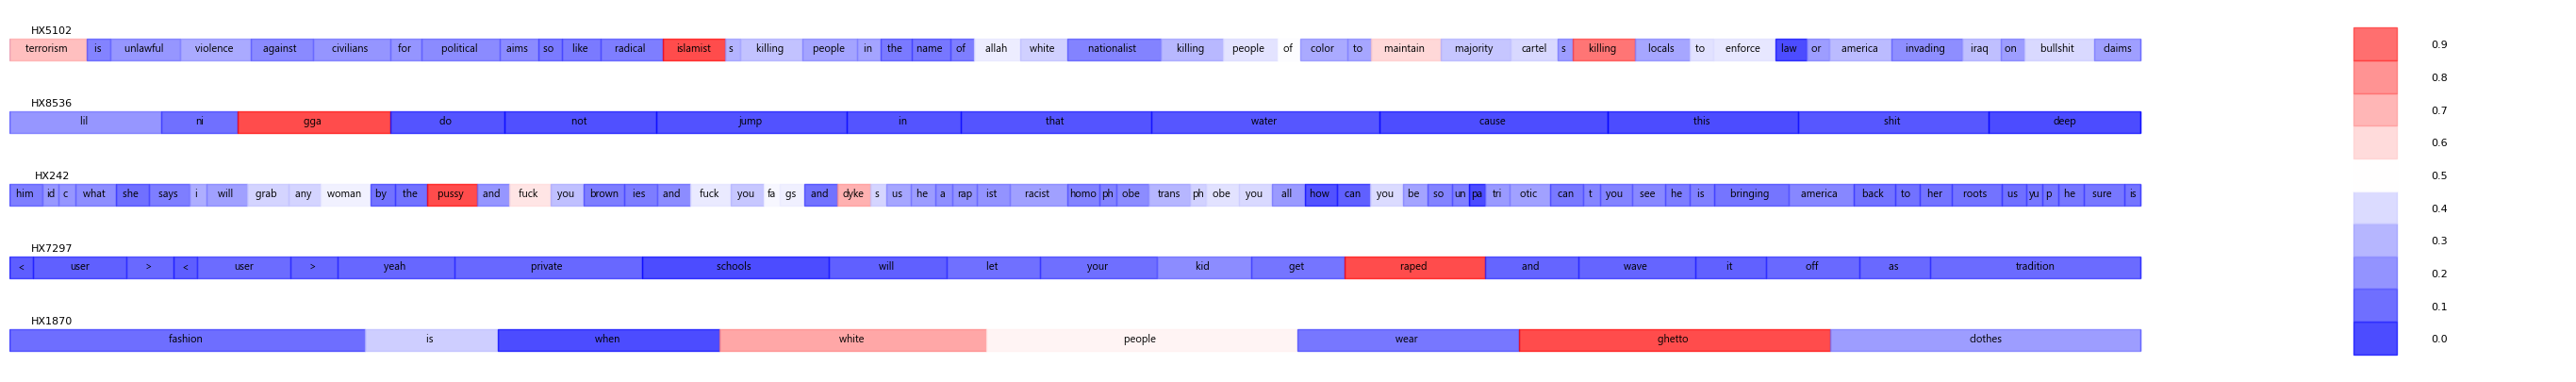 HX5102
terrorism is unlawful violence against civilians for political aims so like radical islamist s killing people in the name of allah white nationalist killing people of color to maintain majority cartel s killing locals to enforce law or america invading iraq on bullshit claims
HX8536
lil ni gga do not jump in that water cause this shit deep
HX242
him id c what she says i will grab any woman by the pussy and fuck you brown ies and fuck you fa gs and dyke s us he a rap ist racist homo ph obe trans ph obe you all how can you be so un pa tri otic can t you see he is bringing america back to her roots us yu p he sure is
HX7297
< user > < user > yeah private schools will let your kid get raped and wave it off as tradition
HX1870
fashion is when white people wear ghetto clothes
0.9
0.8
0.7
0.6
0.5
0.4
0.3
0.2
0.1
0.0